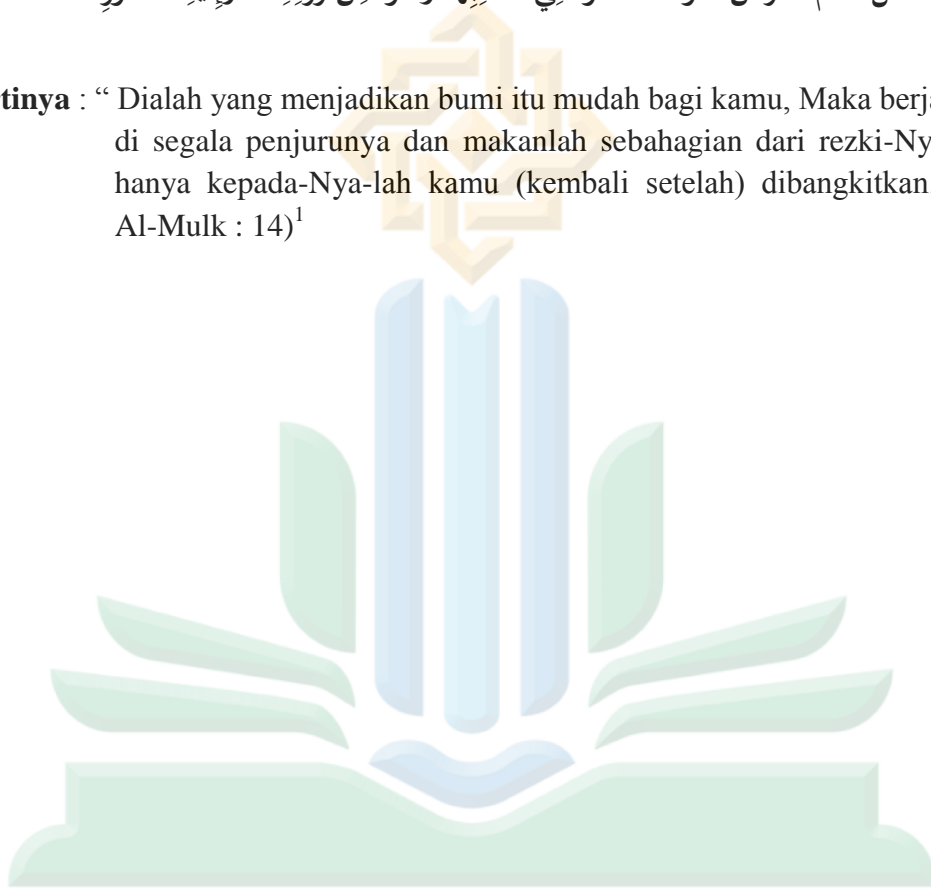 tinya : “ Dialah yang menjadikan bumi itu mudah bagi kamu, Maka berja
di segala penjurunya dan makanlah sebahagian dari rezki-Ny
hanya kepada-Nya-lah kamu (kembali setelah) dibangkitkan
Al-Mulk : 14)¹